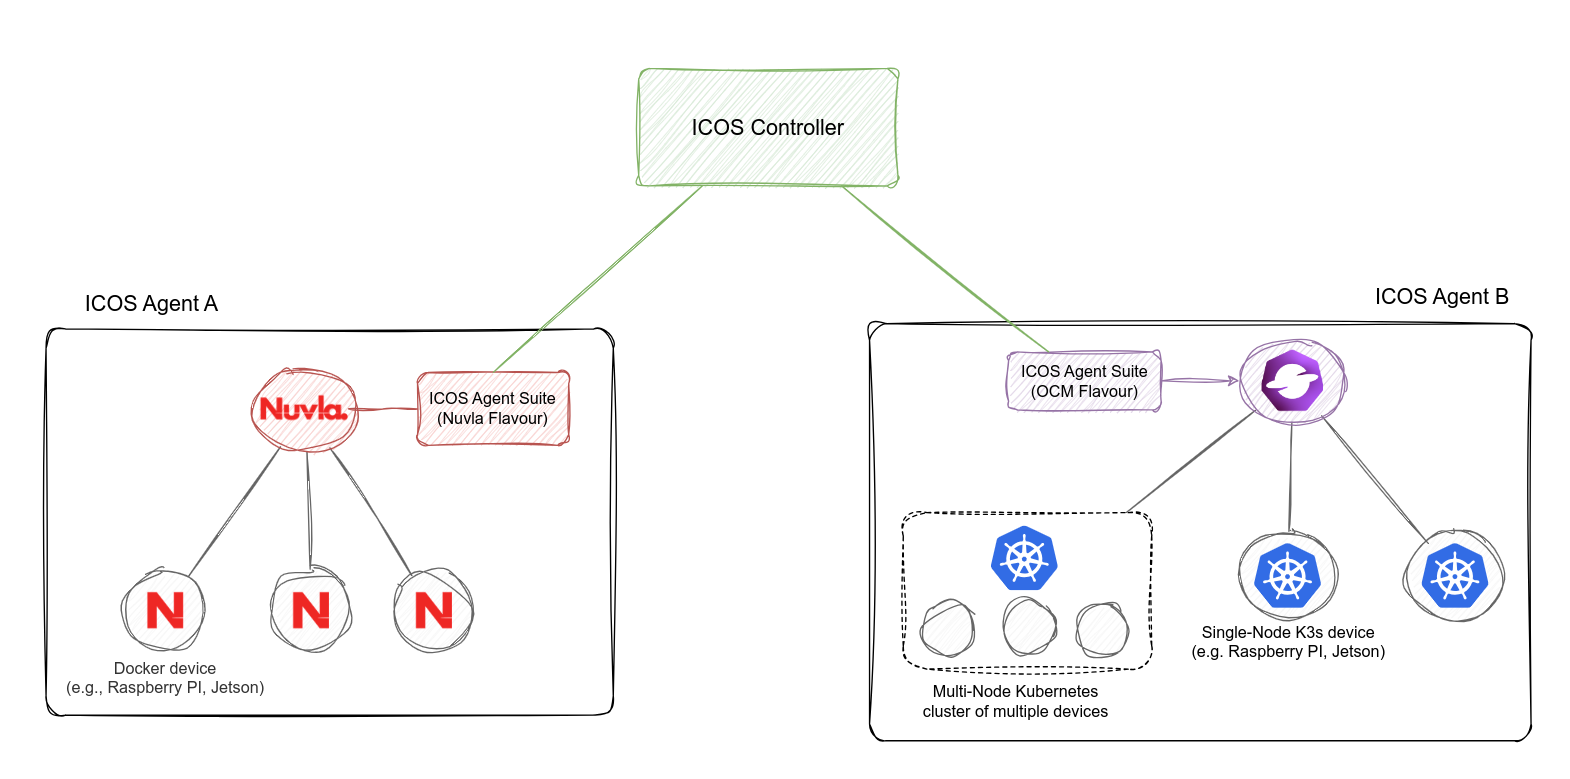 ICOS Controller
ICOS Agent A
ICOS Agent B
Nuvla.
ICOS Agent Suite
(Nuvla Flavour)
ICOS Agent Suite
(OCM Flavour)
N
N
N
Docker device
(e.g., Raspberry PI, Jetson)
Single-Node K3s device
(e.g. Raspberry PI, Jetson)
Multi-Node Kubernetes
cluster of multiple devices